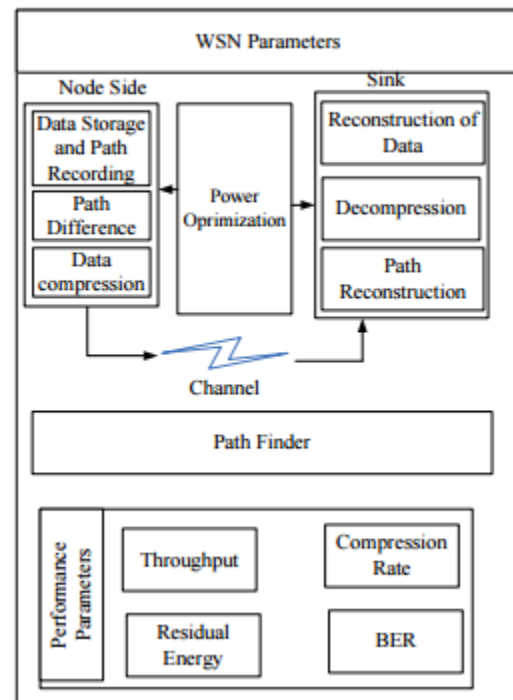 WSN Parameters
Node Side
Data Storage
and Path
Recording
Path
Difference
Data
compression
Power
Oprimization
Sink
Reconstruction of
Data
Decompression
Path
Reconstruction
Channel
Path Finder
Performance
Parameters
Throughput
Compression
Rate
Residual
Energy
BER